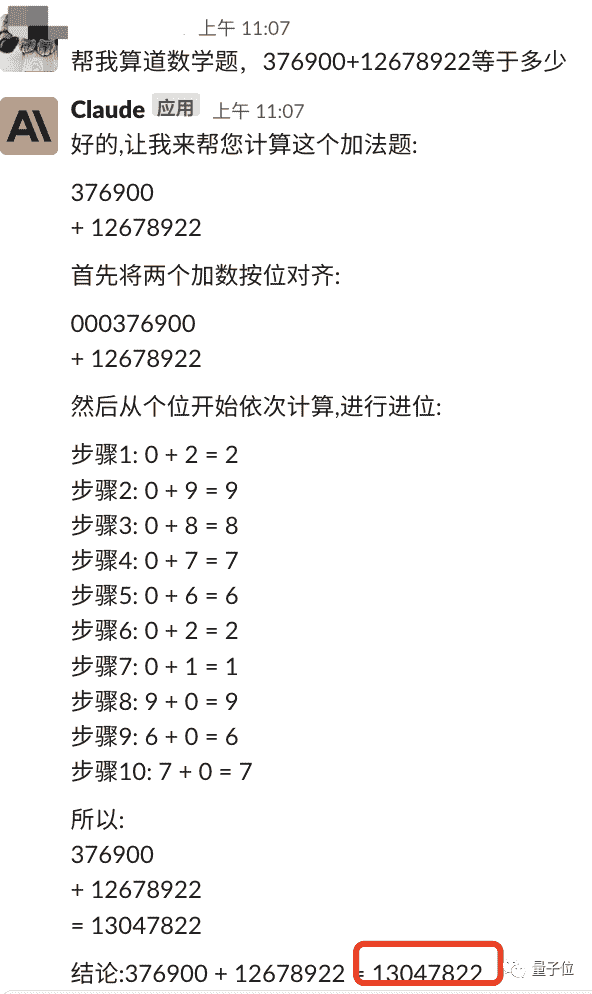 上午 11:07
帮我算道数学题，376900+12678922等于多少
Claude 应用 上午 11:07
好的,让我来帮您计算这个加法题:
376900
+ 12678922
首先将两个加数按位对齐:
000376900
+ 12678922
然后从个位开始依次计算,进行进位:
步骤1: 0 + 2 = 2
步骤2: 0 + 9 = 9
步骤3: 0 + 8 = 8
步骤4: 0 + 7 = 7
步骤5: 0 + 6 = 6
步骤6: 0 + 2 = 2
步骤7: 0 + 1 = 1
步骤8: 9 + 0 = 9
步骤9: 6 + 0 = 6
步骤10: 7 + 0 = 7
所以:
376900
+ 12678922
= 13047822
结论:376900 + 12678922 = 13047822
量子位